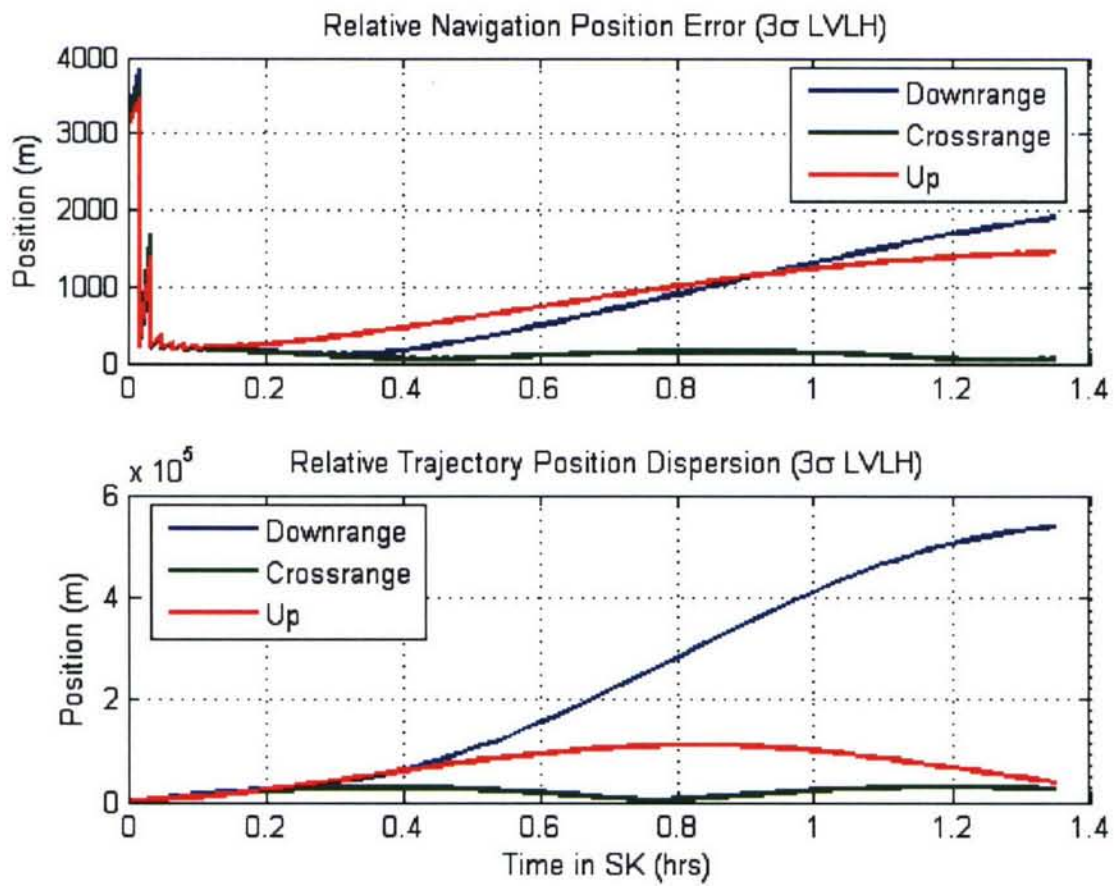 Relative Navigation Position Error (3σ LVLH)
4000
3000
2000
1000
0
Position (m)
Downrange
Crossrange
Up
0 0.2 0.4 0.6 0.8 1 1.2 1.4
Relative Trajectory Position Dispersion (3σ LVLH)
x 10^5
6
4
2
0
Position (m)
Downrange
Crossrange
Up
0 0.2 0.4 0.6 0.8 1 1.2 1.4
Time in SK (hrs)